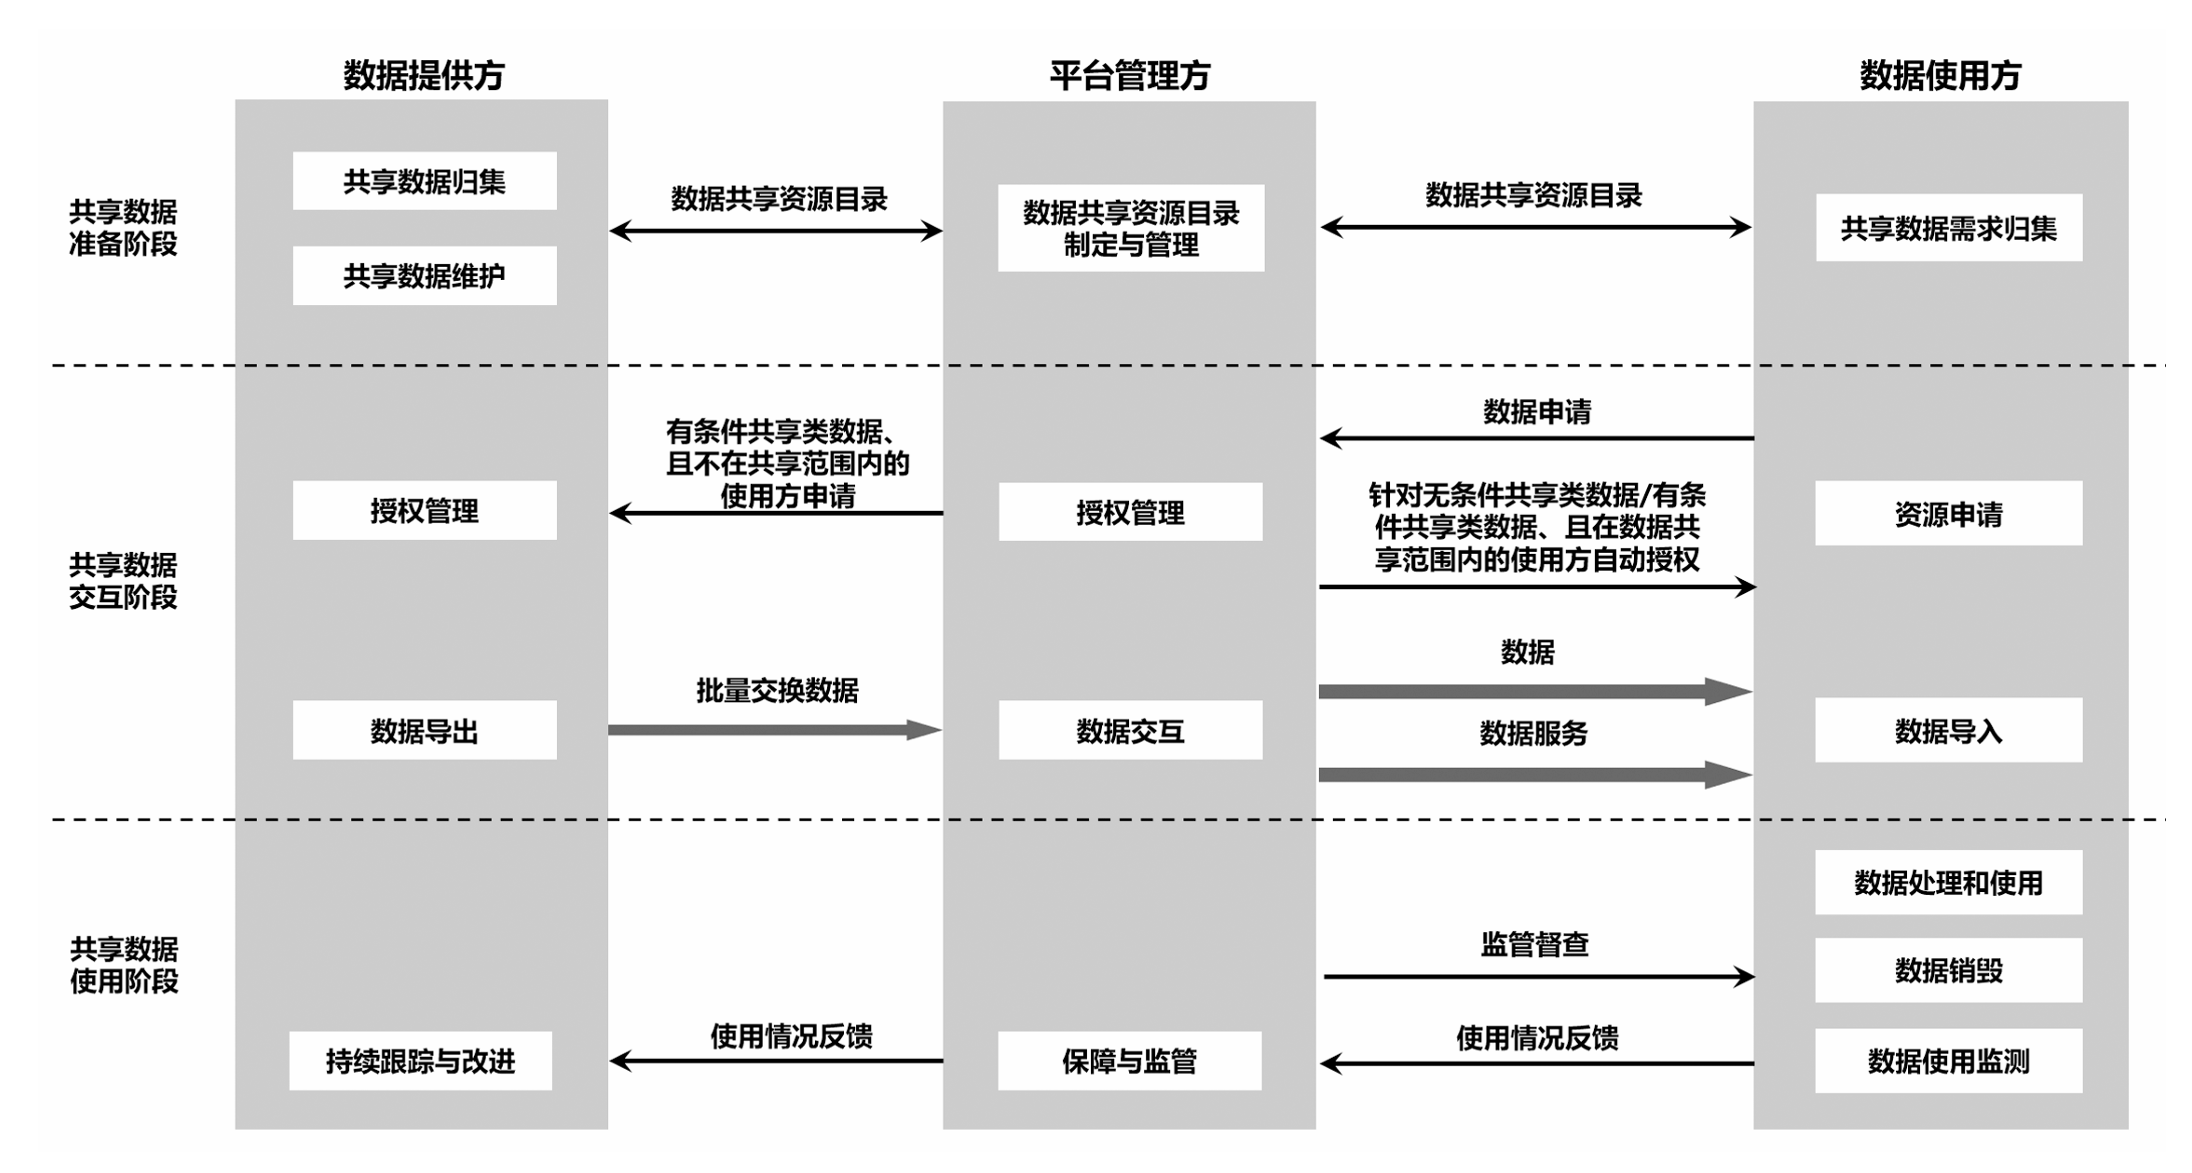 数据提供方
平台管理方
数据使用方
共享数据
准备阶段
共享数据归集
共享数据维护
数据共享资源目录
数据共享资源目录
制定与管理
数据共享资源目录
共享数据需求归集
共享数据
交互阶段
授权管理
有条件共享类数据、
且不在共享范围内的
使用方申请
授权管理
数据申请
针对无条件共享类数据/有条
件共享类数据、且在数据共
享范围内的使用方自动授权
资源申请
数据导出
批量交换数据
数据交互
数据
数据服务
数据导入
共享数据
使用阶段
持续跟踪与改进
使用情况反馈
保障与监管
监管督查
使用情况反馈
数据处理和使用
数据销毁
数据使用监测